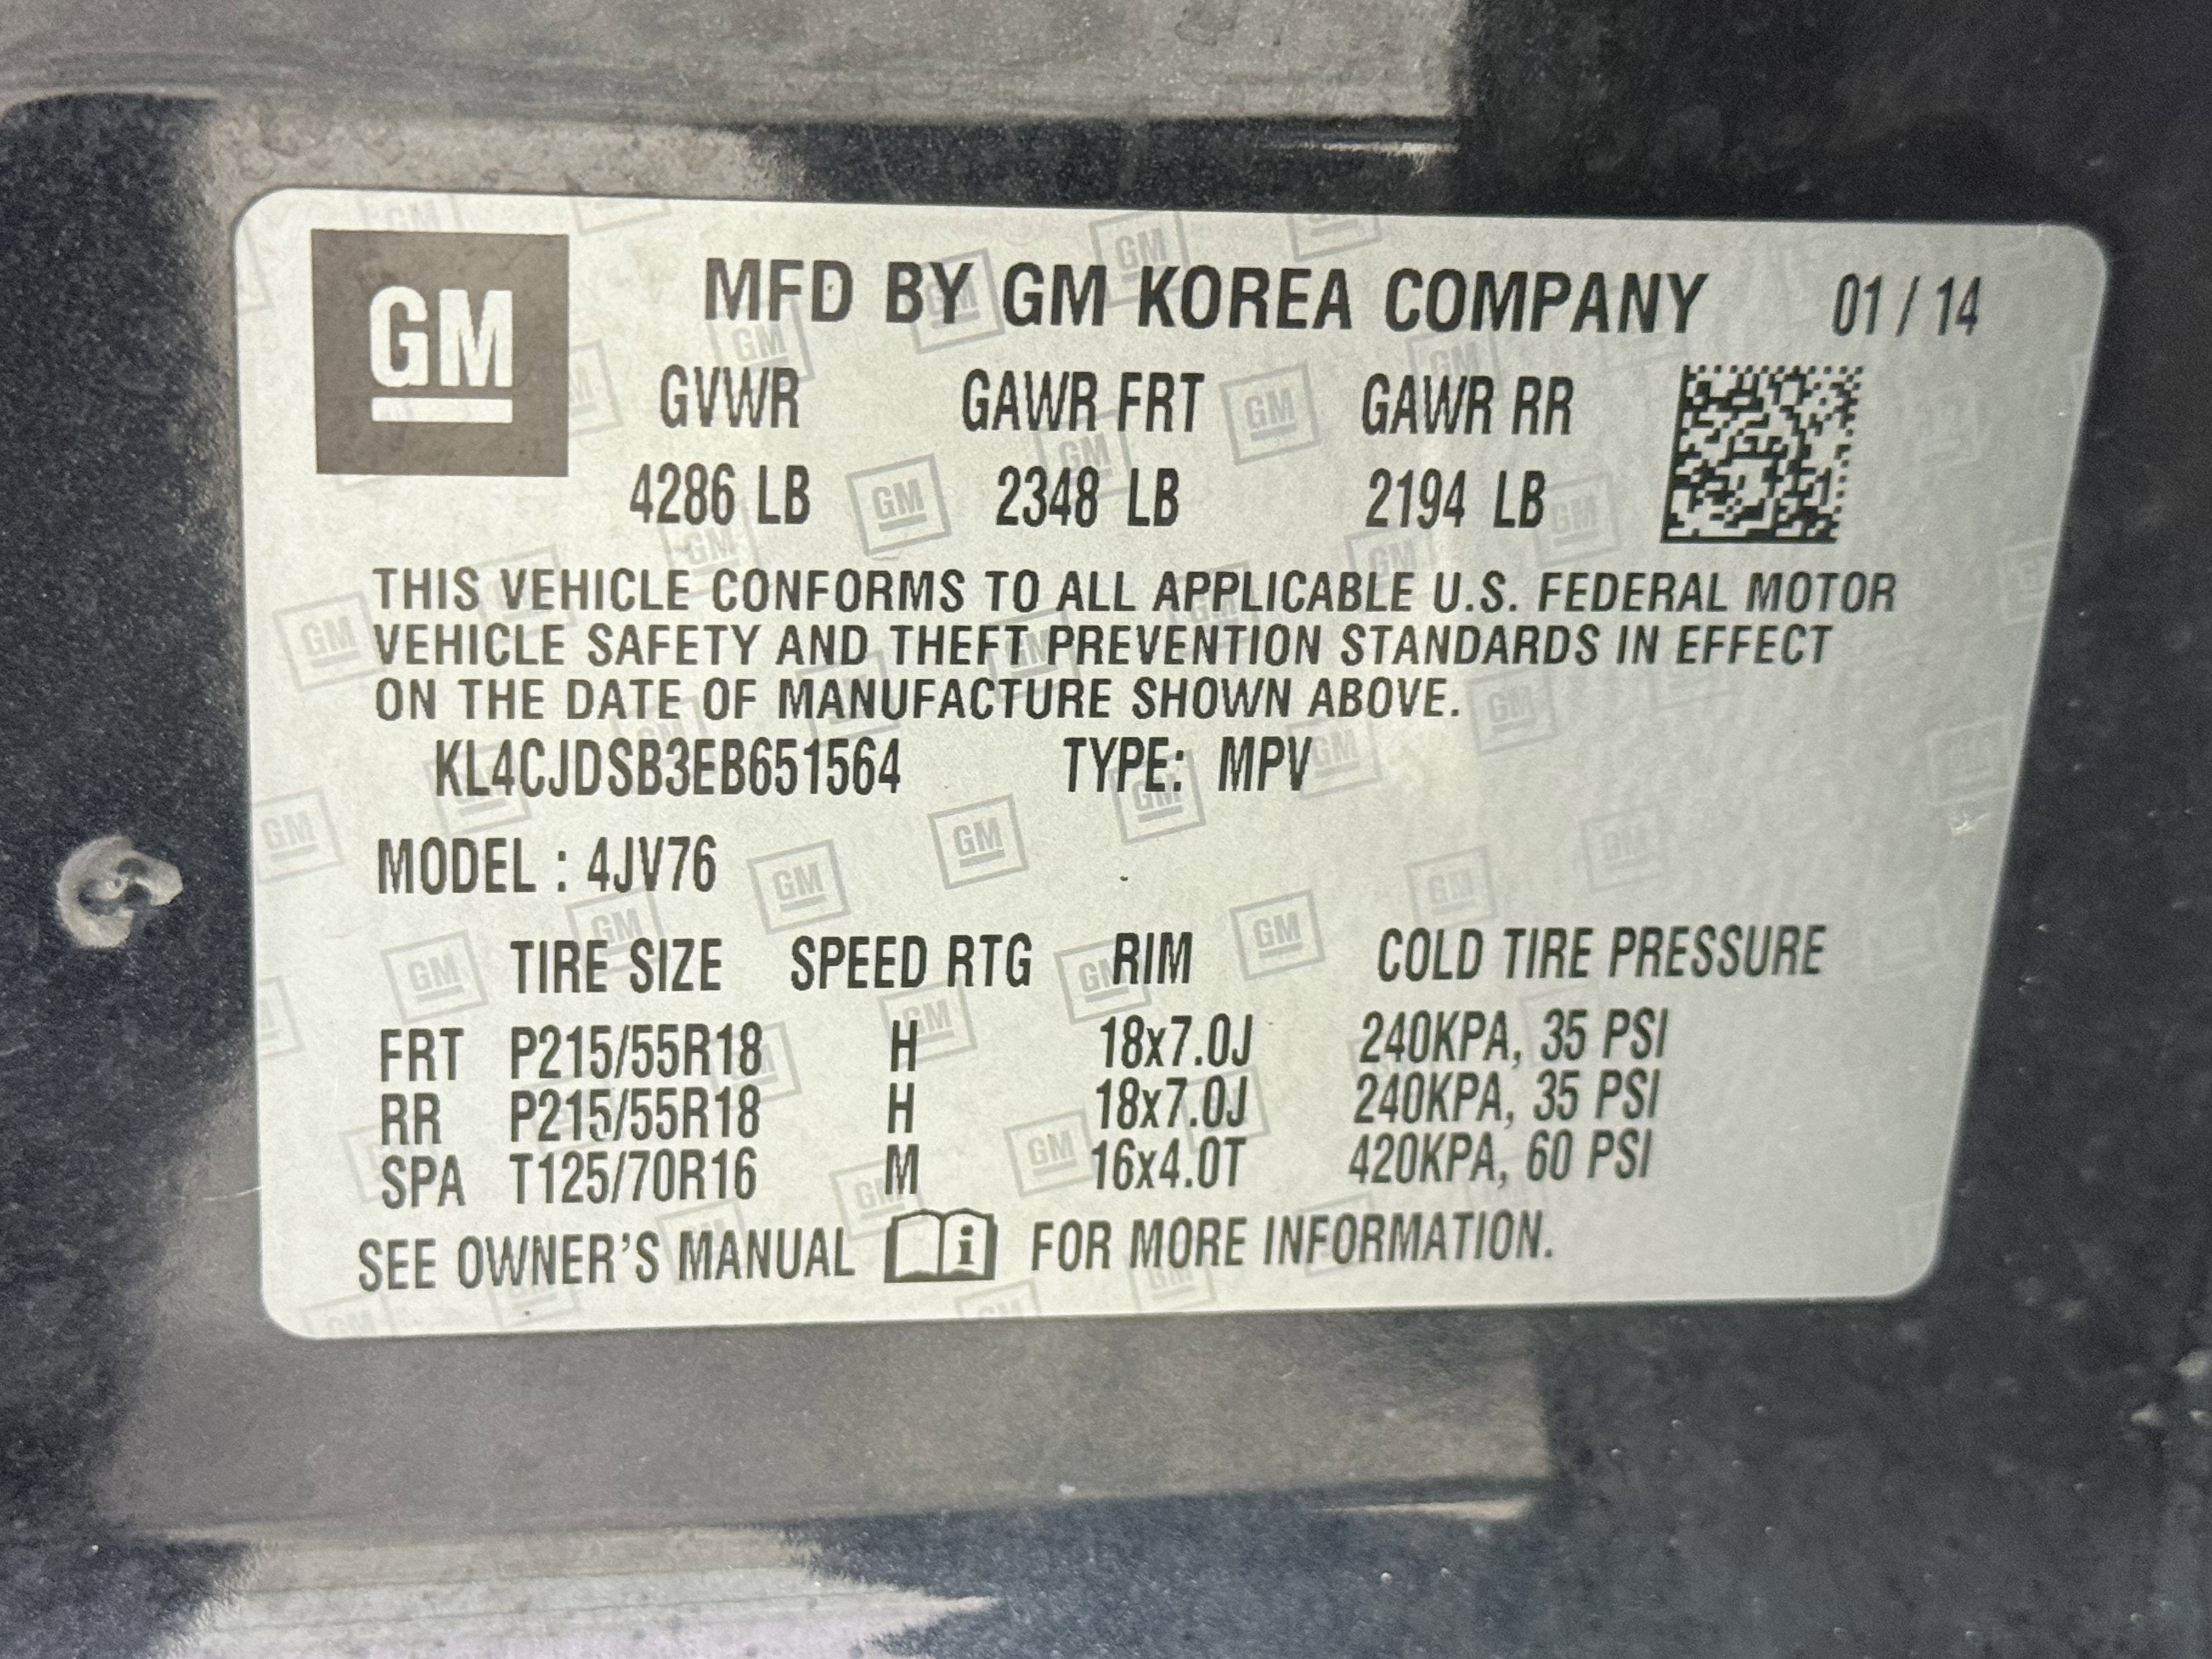 GM
MFD BY GM KOREA COMPANY 01 / 14
GVWR GAWR FRT GAWR RR
4286 LB 2348 LB 2194 LB
THIS VEHICLE CONFORMS TO ALL APPLICABLE U.S. FEDERAL MOTOR
VEHICLE SAFETY AND THEFT PREVENTION STANDARDS IN EFFECT
ON THE DATE OF MANUFACTURE SHOWN ABOVE.
KL4CJDSB3EB651564 TYPE: MPV
MODEL : 4JV76
TIRE SIZE SPEED RTG RIM COLD TIRE PRESSURE
FRT P215/55R18 H 18x7.0J 240KPA, 35 PSI
RR P215/55R18 H 18x7.0J 240KPA, 35 PSI
SPA T125/70R16 M 16x4.0T 420KPA, 60 PSI
SEE OWNER'S MANUAL i FOR MORE INFORMATION.